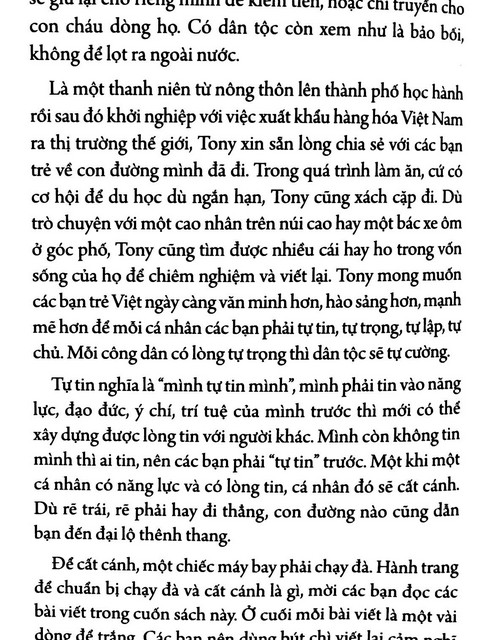 sẽ giữ lại cho riêng mình để kiếm tiền, hoặc chỉ truyền cho
con cháu dòng họ. Có dân tộc còn xem như là bảo bối,
không để lọt ra ngoài nước.
Là một thanh niên từ nông thôn lên thành phố học hành
rồi sau đó khởi nghiệp với việc xuất khẩu hàng hóa Việt Nam
ra thị trường thế giới, Tony xin sẵn lòng chia sẻ với các bạn
trẻ về con đường mình đã đi. Trong quá trình làm ăn, cứ có
cơ hội để du học dù ngắn hạn, Tony cũng xách cặp đi. Dù
trò chuyện với một cao nhân trên núi cao hay một bác xe ôm
ở góc phố, Tony cũng tìm được nhiều cái hay ho trong vốn
sống của họ để chiêm nghiệm và viết lại. Tony mong muốn
các bạn trẻ Việt ngày càng văn minh hơn, hào sảng hơn, mạnh
mẽ hơn để mỗi cá nhân các bạn phải tự tin, tự trọng, tự lập, tự
chủ. Mỗi công dân có lòng tự trọng thì dân tộc sẽ tự cường.
Tự tin nghĩa là “mình tự tin mình”, mình phải tin vào năng
lực, đạo đức, ý chí, trí tuệ của mình trước thì mới có thể
xây dựng được lòng tin với người khác. Mình còn không tin
mình thì ai tin, nên các bạn phải “tự tin” trước. Một khi một
cá nhân có năng lực và có lòng tin, cá nhân đó sẽ cất cánh.
Dù rẽ trái, rẽ phải hay đi thẳng, con đường nào cũng dẫn
bạn đến đại lộ thênh thang.
Để cất cánh, một chiếc máy bay phải chạy đà. Hành trang
để chuẩn bị chạy đà và cất cánh là gì, mời các bạn đọc các
bài viết trong cuốn sách này. Ở cuối mỗi bài viết là một vài
dòng để trắng. Các bạn nên dùng bút chì viết lại cảm nghĩ